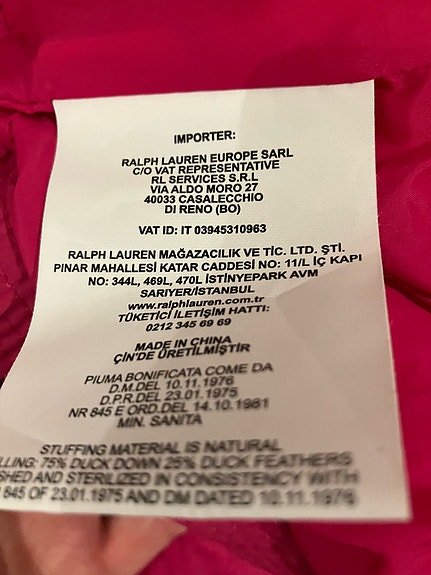 IMPORTER:
RALPH LAUREN EUROPE SARL
C/O VAT REPRESENTATIVE
RL SERVICES S.R.L
VIA ALDO MORO 27
40033 CASALECCHIO
DI RENO (BO)
VAT ID: IT 03945310963
RALPH LAUREN MAĞAZACILIK VE TİC. LTD. ŞTİ.
PINAR MAHALLESİ KATAR CADDESİ NO: 11/L İÇ KAPI
NO: 344L, 469L, 470L İSTİNYEPARK AVM
SARIYER/İSTANBUL
www.ralphlauren.com.tr
TÜKETİCİ İLETİŞİM HATTI:
0212 345 69 69
MADE IN CHINA
ÇİN'DE ÜRETİLMİŞTİR
PIUMA BONIFICATA COME DA
D.M.DEL 10.11.1976
D.P.R.DEL 23.01.1975
NR 845 E ORD.DEL 14.10.1981
MIN. SANITA
STUFFING MATERIAL IS NATURAL
LLING: 75% DUCK DOWN 25% DUCK FEATHERS
SHED AND STERILIZED IN CONSISTENCY WITH
845 OF 23.01.1975 AND DM DATED 10.11.1976